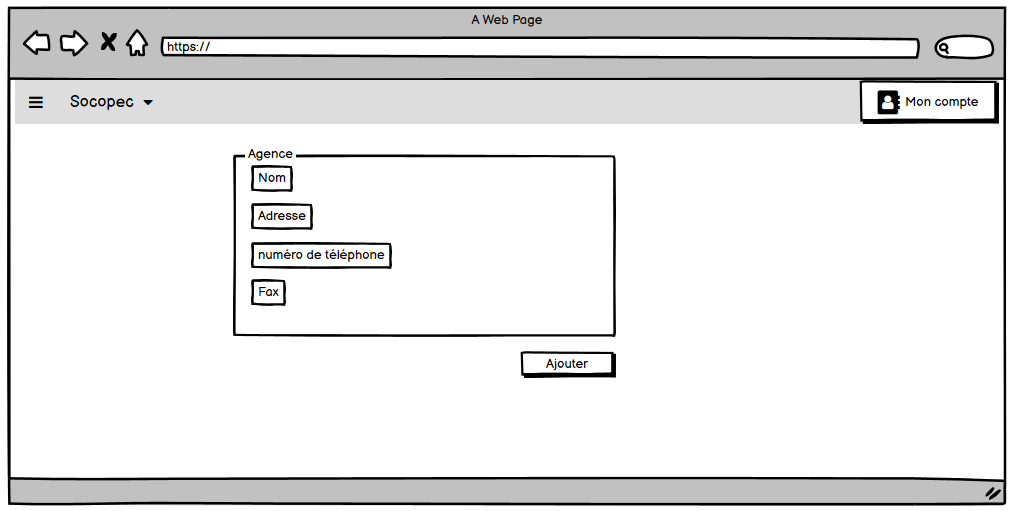 A Web Page
https://
Socopec
Mon compte
Agence
Nom
Adresse
numéro de téléphone
Fax
Ajouter